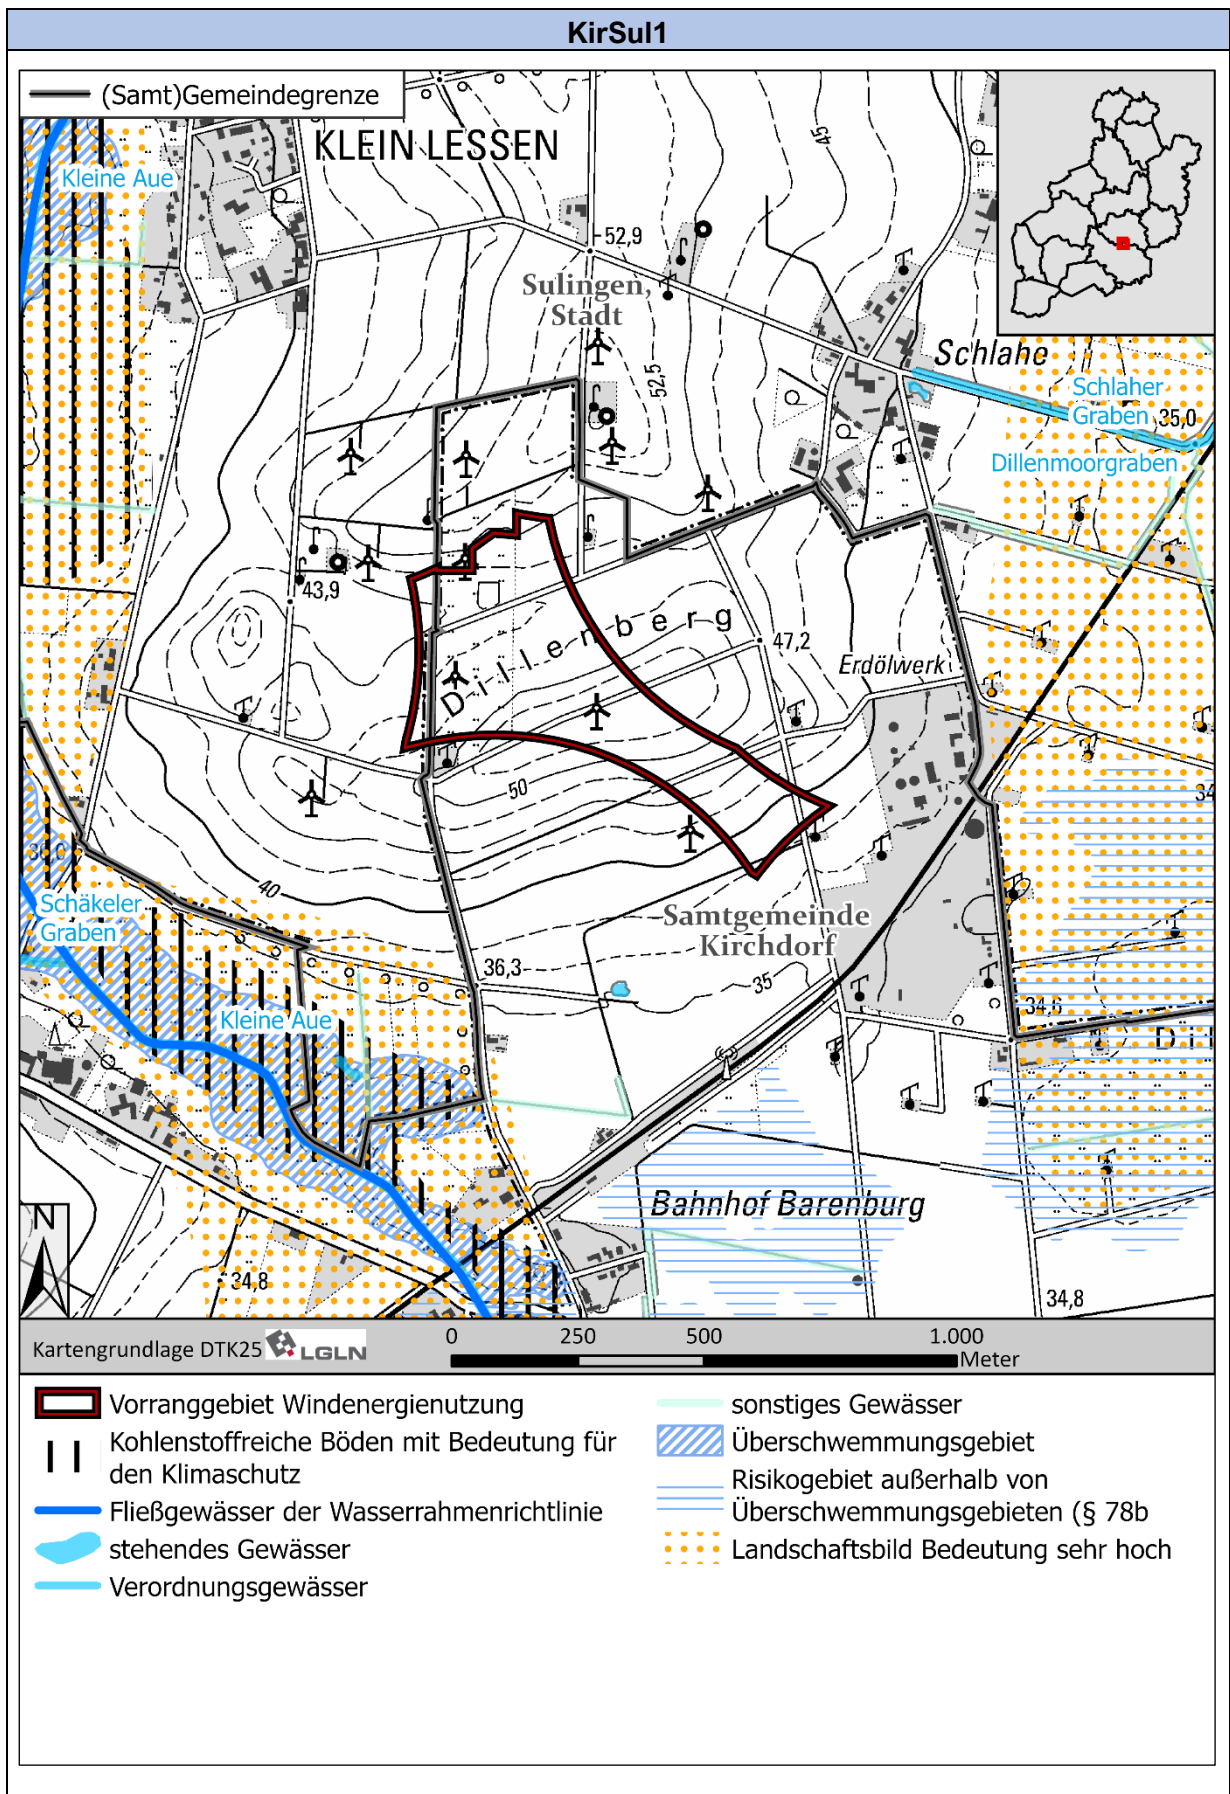 KirSul1
(Samt)Gemeindegrenze
KLEIN LESSEN
45
Kleine Aue
52,9
Sulingen,
Stadt
Schlahe
52,5
Schlaher
Graben
35,0
Dillenmoorgraben
43,9
Dillenberg
47,2
Erdölwerk
50
34
40
Schäkeler
Graben
Samtgemeinde
Kirchdorf
36,3
35
34,6
Kleine Aue
Dil
Bahnhof Barenburg
N
34,8
34,8
Kartengrundlage DTK25 LGLN
0 250 500 1.000
Meter
Vorranggebiet Windenergienutzung
Kohlenstoffreiche Böden mit Bedeutung für
den Klimaschutz
Fließgewässer der Wasserrahmenrichtlinie
stehendes Gewässer
Verordnungsgewässer
sonstiges Gewässer
Überschwemmungsgebiet
Risikogebiet außerhalb von
Überschwemmungsgebieten (§ 78b
Landschaftsbild Bedeutung sehr hoch